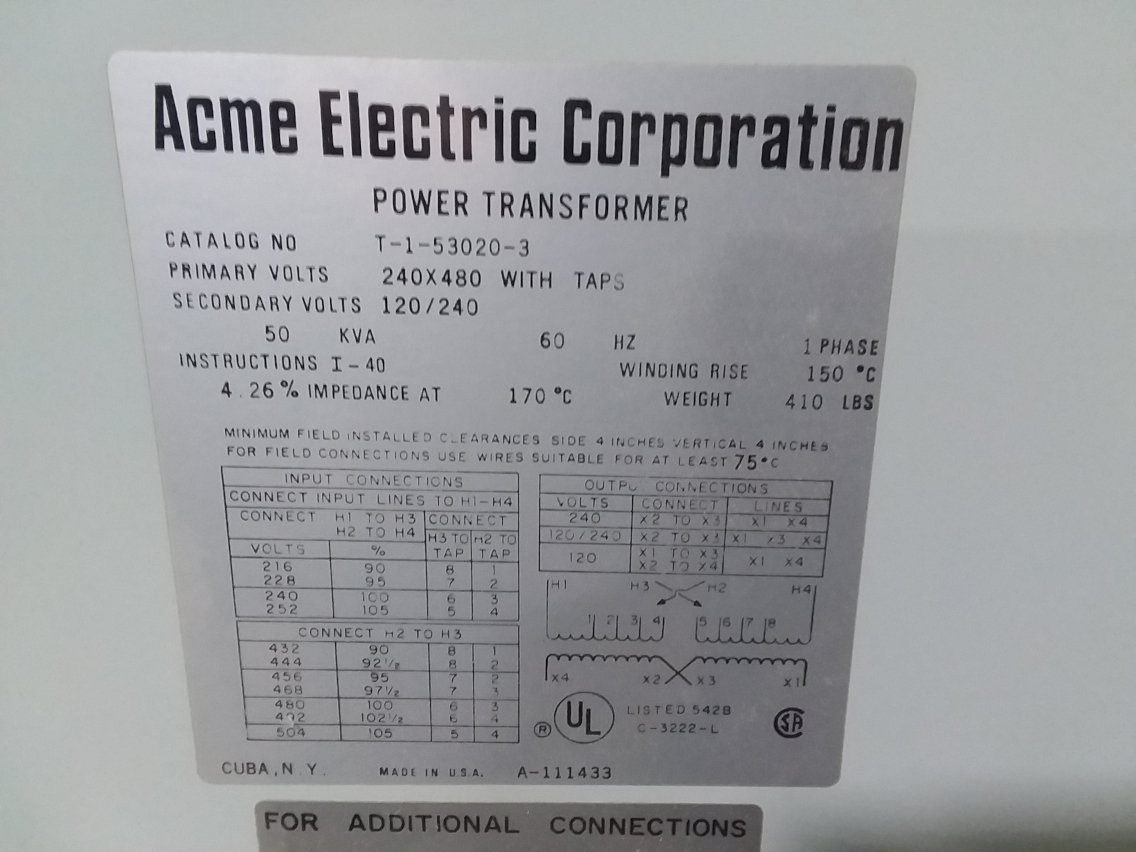 Acme Electric Corporation
POWER TRANSFORMER
CATALOG NO T-1-53020-3
PRIMARY VOLTS 240X480 WITH TAPS
SECONDARY VOLTS 120/240
50 KVA 60 HZ 1 PHASE
INSTRUCTIONS I-40 WINDING RISE 150 °C
4.26% IMPEDANCE AT 170 °C WEIGHT 410 LBS
MINIMUM FIELD INSTALLED CLEARANCES SIDE 4 INCHES VERTICAL 4 INCHES
FOR FIELD CONNECTIONS USE WIRES SUITABLE FOR AT LEAST 75°C
INPUT CONNECTIONS
CONNECT INPUT LINES TO H1-H4
CONNECT H1 TO H3 CONNECT
H2 TO H4 H3 TO H2 TO
VOLTS % TAP TAP
216 90 8 1
228 95 7 2
240 100 6 3
252 105 5 4
CONNECT H2 TO H3
432 90 8 1
444 92 1/2 8 2
456 95 7 2
468 97 1/2 7 3
480 100 6 3
492 102 1/2 6 4
504 105 5 4
OUTPU CONNECTIONS
VOLTS CONNECT LINES
240 X2 TO X3 X1 X4
120/240 X2 TO X3 X1 X3 X4
120 X1 TO X3 X1 X4
X2 TO X4
H1 H3 H2 H4
1 2 3 4 5 6 7 8
X4 X2 X3 X1
® UL LISTED 542B SA
C-3222-L
CUBA, N.Y. MADE IN U.S.A. A-111433
FOR ADDITIONAL CONNECTIONS